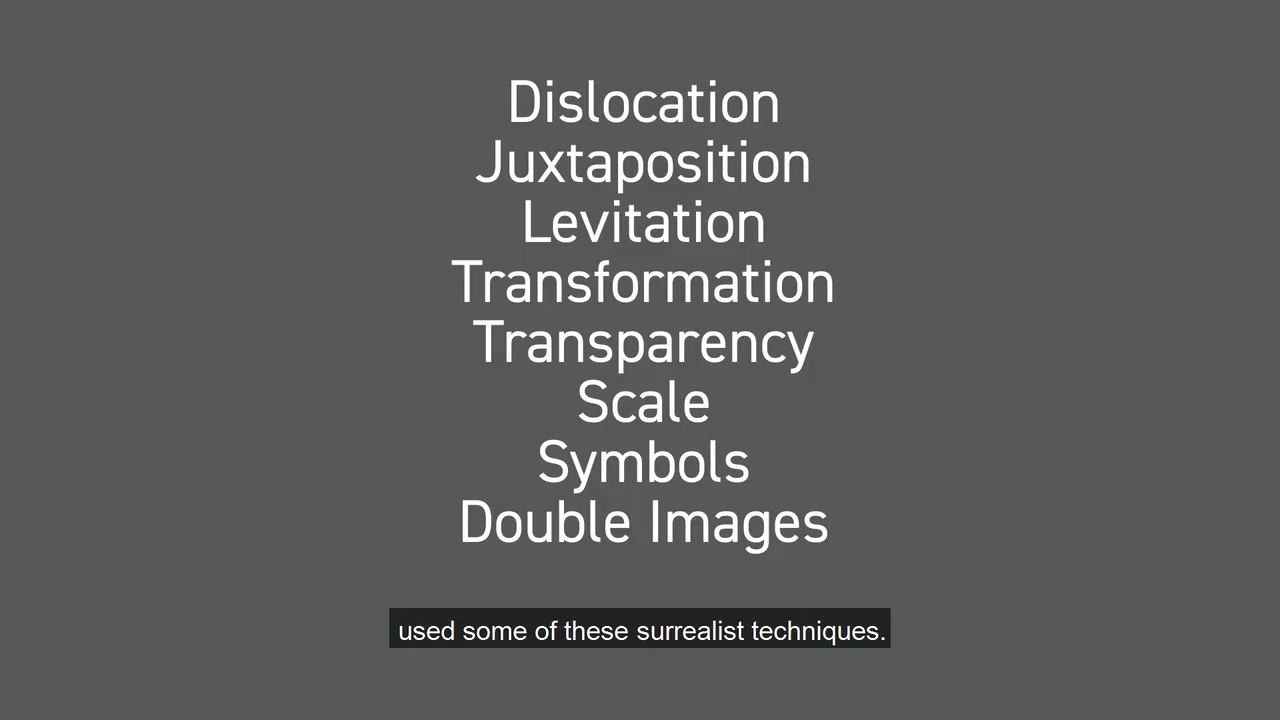 Dislocation
Juxtaposition
Levitation
Transformation
Transparency
Scale
Symbols
Double Images
used some of these surrealist techniques.